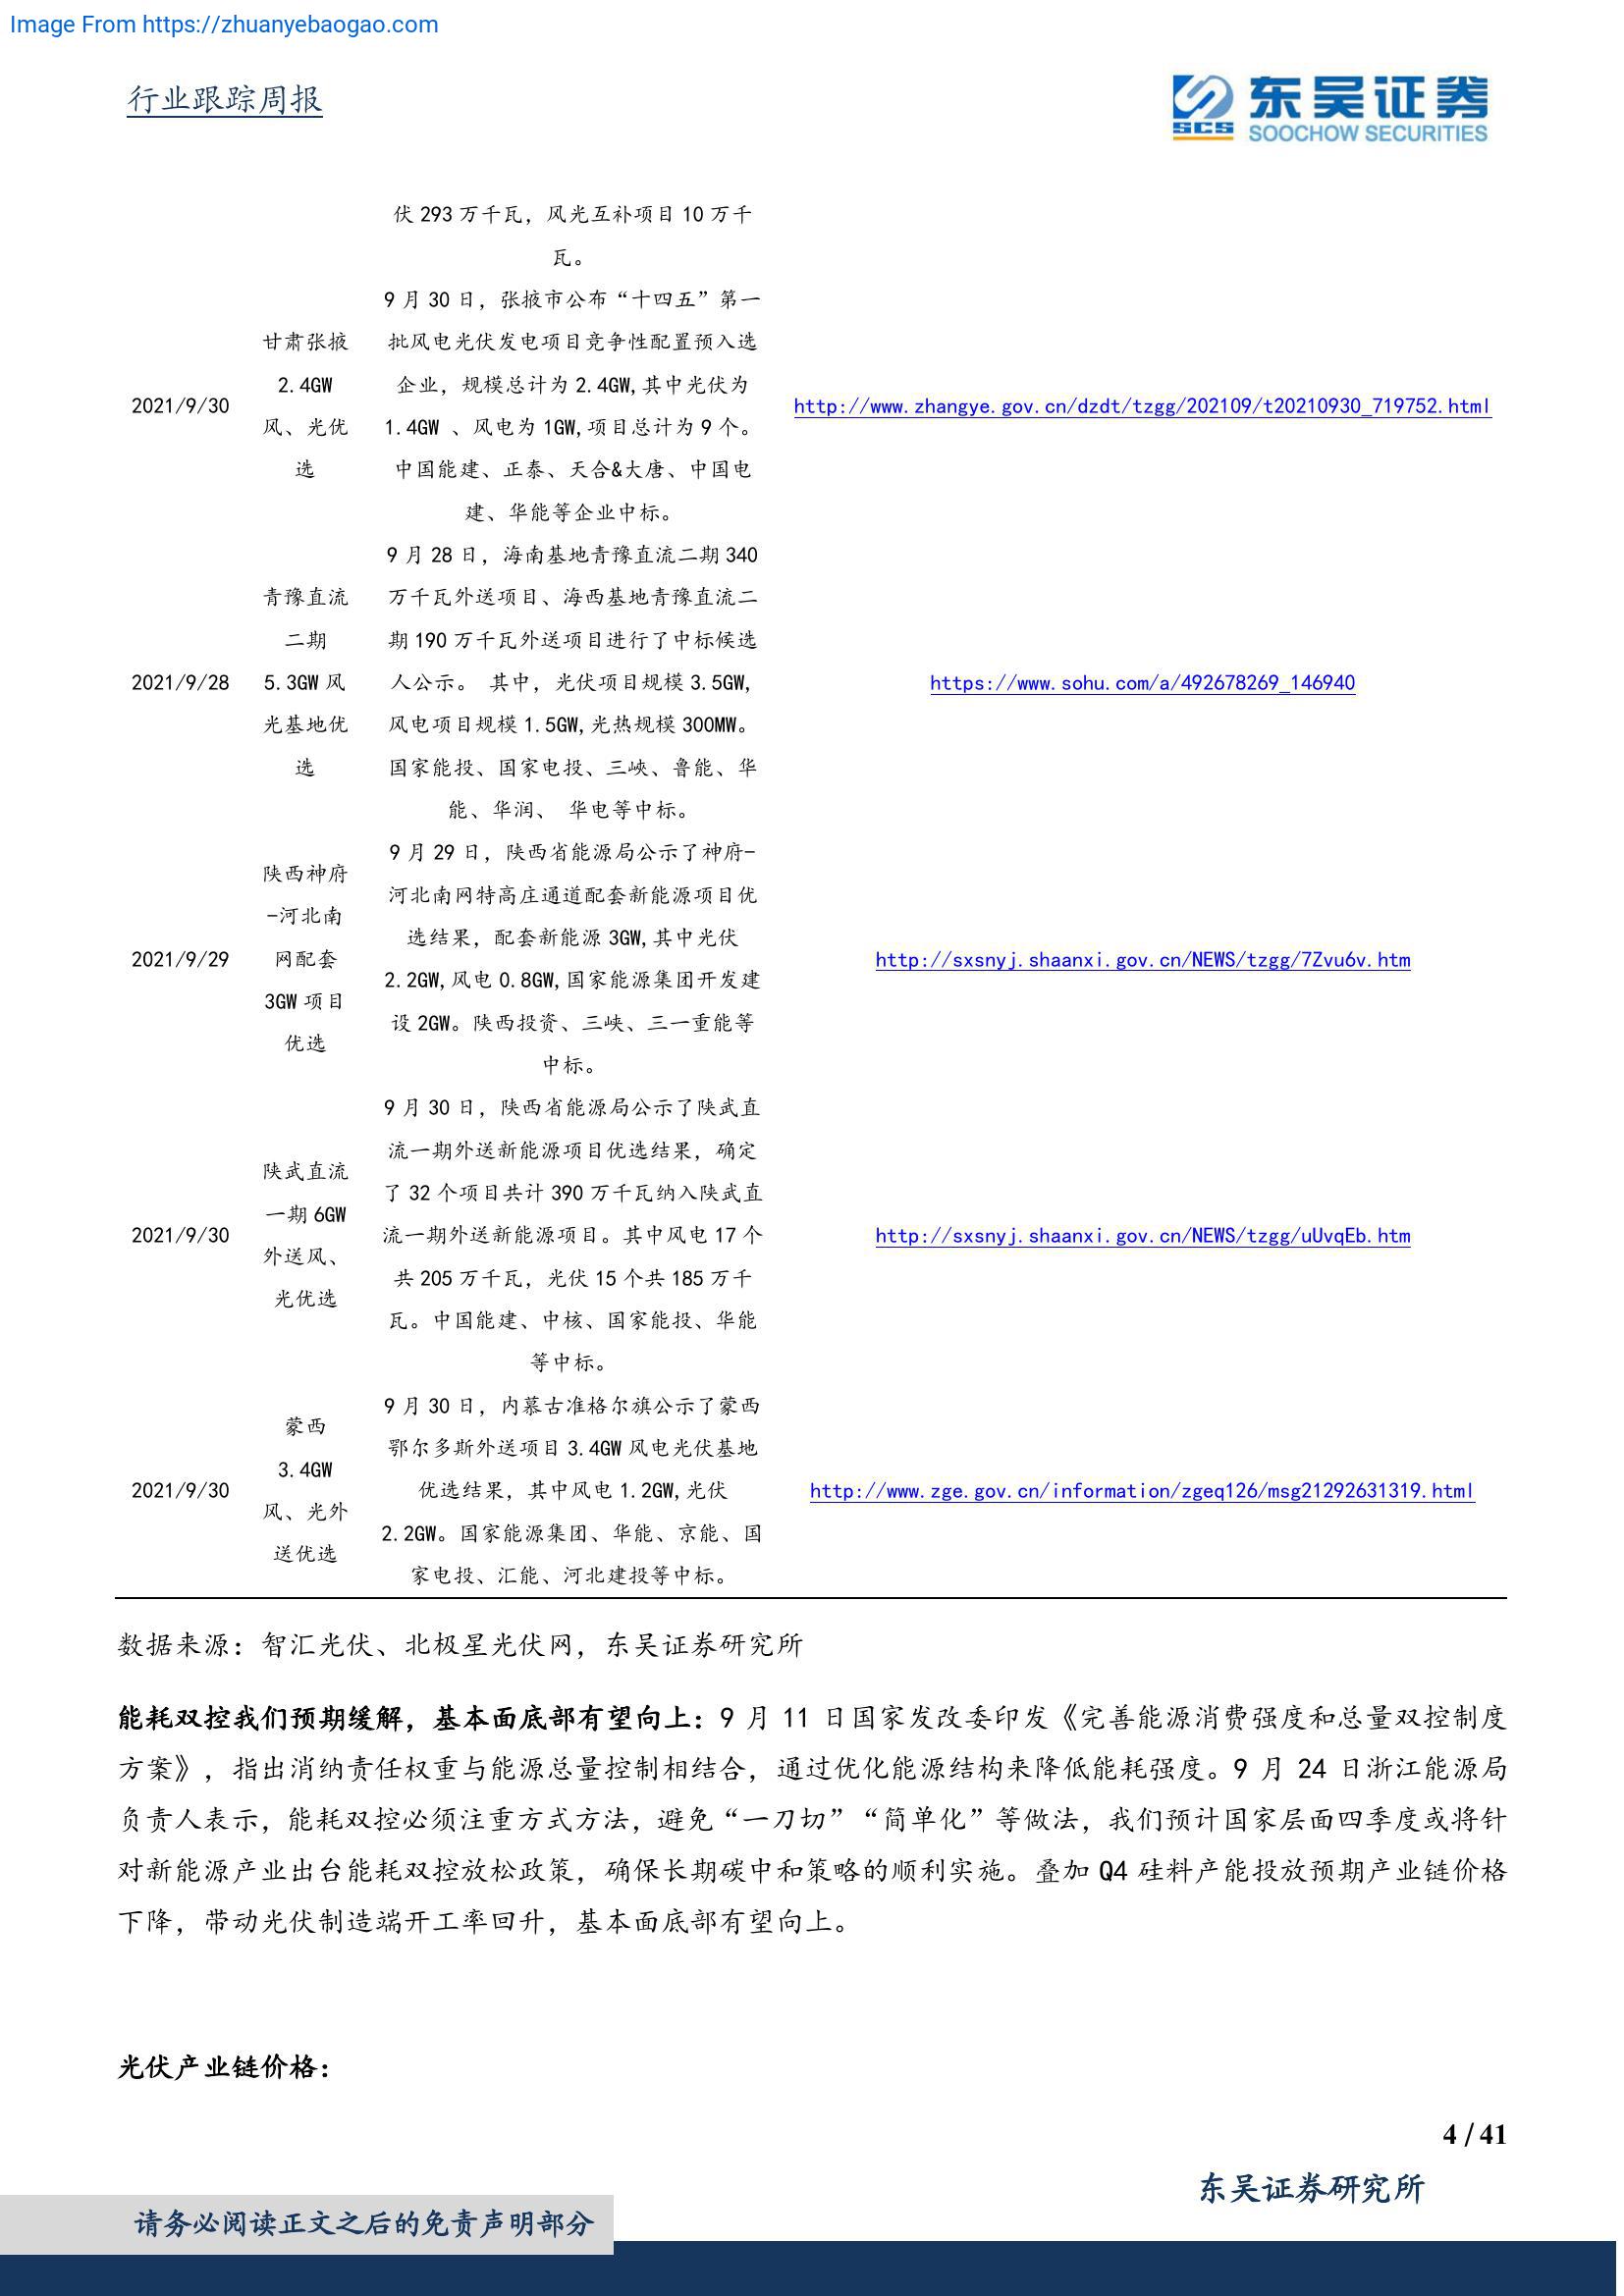 Image From https://zhuanyebaogao.com
行业跟踪周报
东吴证券
SCS
SOOCHOW SECURITIES
伏 293 万千瓦，风光互补项目 10 万千
瓦。
2021/9/30
甘肃张掖
2.4GW
风、光优
选
9 月 30 日，张掖市公布“十四五”第一
批风电光伏发电项目竞争性配置预入选
企业，规模总计为 2.4GW,其中光伏为
1.4GW 、风电为 1GW,项目总计为 9 个。
中国能建、正泰、天合&大唐、中国电
建、华能等企业中标。
http://www.zhangye.gov.cn/dzdt/tzgg/202109/t20210930_719752.html
2021/9/28
青豫直流
二期
5.3GW 风
光基地优
选
9 月 28 日，海南基地青豫直流二期 340
万千瓦外送项目、海西基地青豫直流二
期 190 万千瓦外送项目进行了中标候选
人公示。 其中，光伏项目规模 3.5GW,
风电项目规模 1.5GW,光热规模 300MW。
国家能投、国家电投、三峡、鲁能、华
能、华润、 华电等中标。
https://www.sohu.com/a/492678269_146940
2021/9/29
陕西神府
-河北南
网配套
3GW 项目
优选
9 月 29 日，陕西省能源局公示了神府-
河北南网特高庄通道配套新能源项目优
选结果，配套新能源 3GW,其中光伏
2.2GW,风电 0.8GW,国家能源集团开发建
设 2GW。陕西投资、三峡、三一重能等
中标。
http://sxsnyj.shaanxi.gov.cn/NEWS/tzgg/7Zvu6v.htm
2021/9/30
陕武直流
一期 6GW
外送风、
光优选
9 月 30 日，陕西省能源局公示了陕武直
流一期外送新能源项目优选结果，确定
了 32 个项目共计 390 万千瓦纳入陕武直
流一期外送新能源项目。其中风电 17 个
共 205 万千瓦，光伏 15 个共 185 万千
瓦。中国能建、中核、国家能投、华能
等中标。
http://sxsnyj.shaanxi.gov.cn/NEWS/tzgg/uUvqEb.htm
2021/9/30
蒙西
3.4GW
风、光外
送优选
9 月 30 日，内慕古准格尔旗公示了蒙西
鄂尔多斯外送项目 3.4GW 风电光伏基地
优选结果，其中风电 1.2GW,光伏
2.2GW。国家能源集团、华能、京能、国
家电投、汇能、河北建投等中标。
http://www.zge.gov.cn/information/zgeq126/msg21292631319.html
数据来源：智汇光伏、北极星光伏网，东吴证券研究所
能耗双控我们预期缓解，基本面底部有望向上：9 月 11 日国家发改委印发《完善能源消费强度和总量双控制度
方案》，指出消纳责任权重与能源总量控制相结合，通过优化能源结构来降低能耗强度。9 月 24 日浙江能源局
负责人表示，能耗双控必须注重方式方法，避免“一刀切”“简单化”等做法，我们预计国家层面四季度或将针
对新能源产业出台能耗双控放松政策，确保长期碳中和策略的顺利实施。叠加 Q4 硅料产能投放预期产业链价格
下降，带动光伏制造端开工率回升，基本面底部有望向上。
光伏产业链价格：
4 / 41
东吴证券研究所
请务必阅读正文之后的免责声明部分